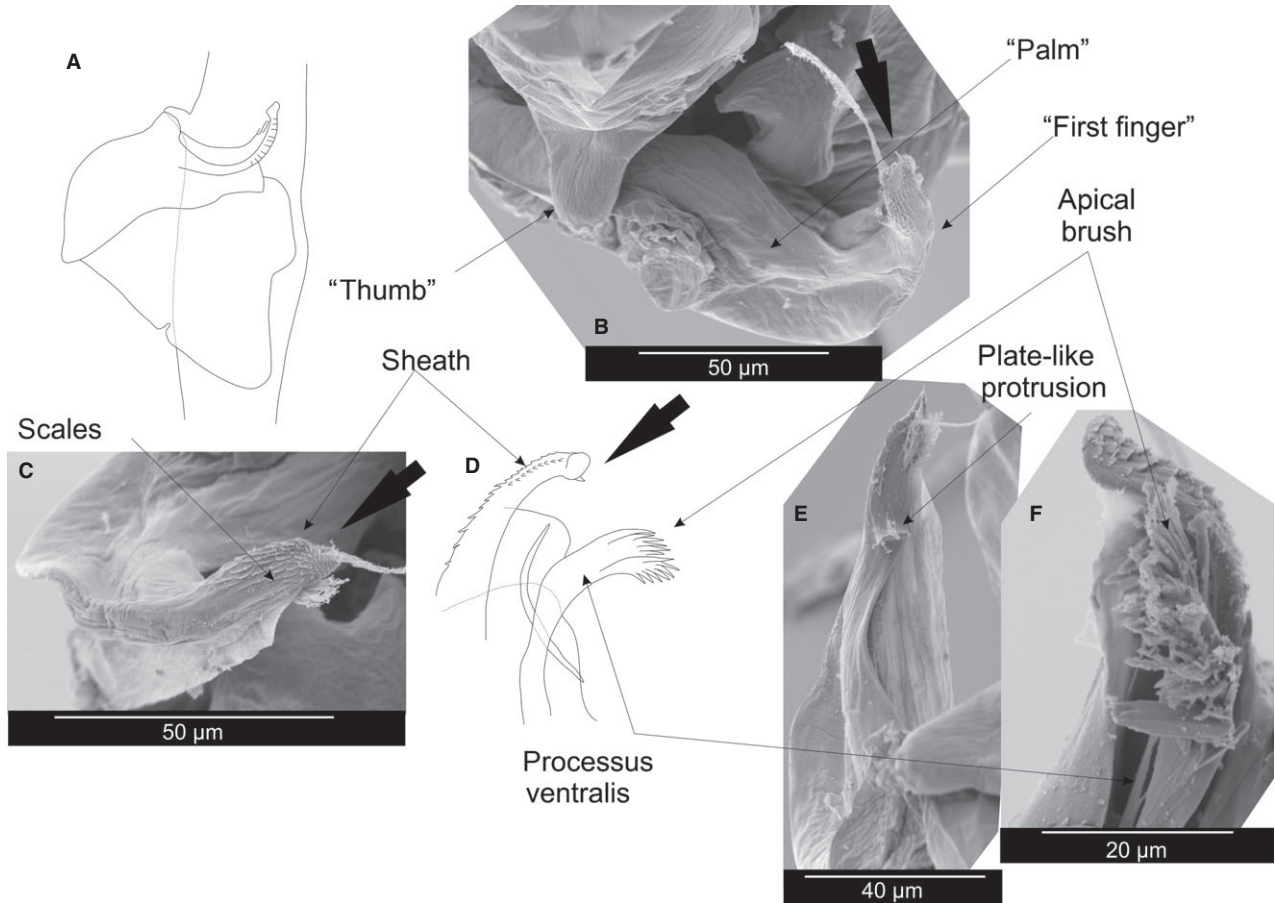 A
B
"Palm"
"First finger"
Apical
brush
"Thumb"
50 μm
Sheath
Plate-like
protrusion
Scales
C
D
E
F
50 μm
Processus
ventralis
20 μm
40 μm